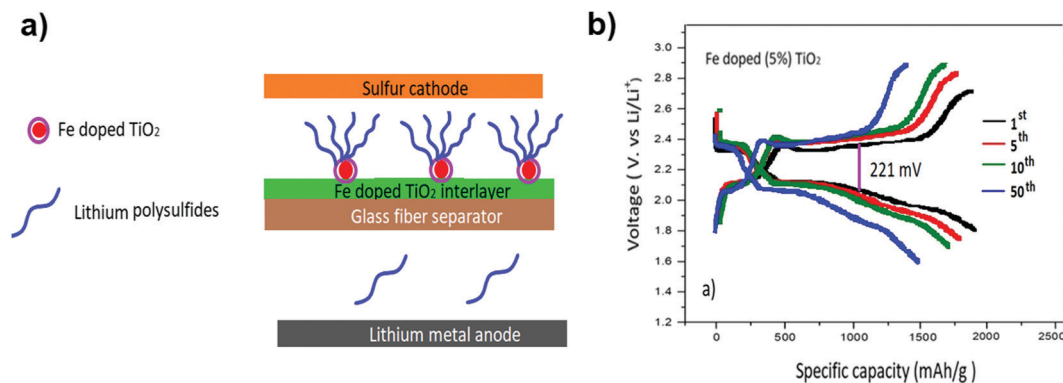 a)
Fe doped TiO₂
Lithium polysulfides
Sulfur cathode
Fe doped TiO₂ interlayer
Glass fiber separator
Lithium metal anode
b)
Fe doped (5%) TiO₂
1ˢᵗ
5ᵗʰ
10ᵗʰ
50ᵗʰ
221 mV
a)
Voltage ( V. vs Li/Li⁺)
3.0
2.8
2.6
2.4
2.2
2.0
1.8
1.6
1.4
1.2
0 500 1000 1500 2000 2500
Specific capacity (mAh/g )